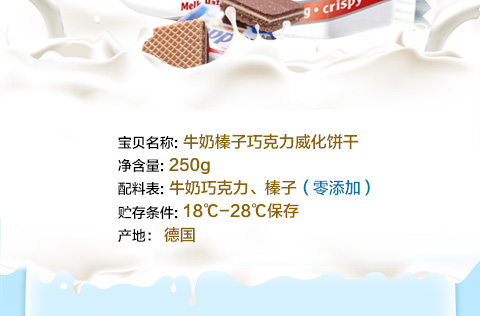 crispy
宝贝名称: 牛奶榛子巧克力威化饼干
净含量: 250g
配料表: 牛奶巧克力、榛子（零添加）
贮存条件: 18℃-28℃保存
产地： 德国